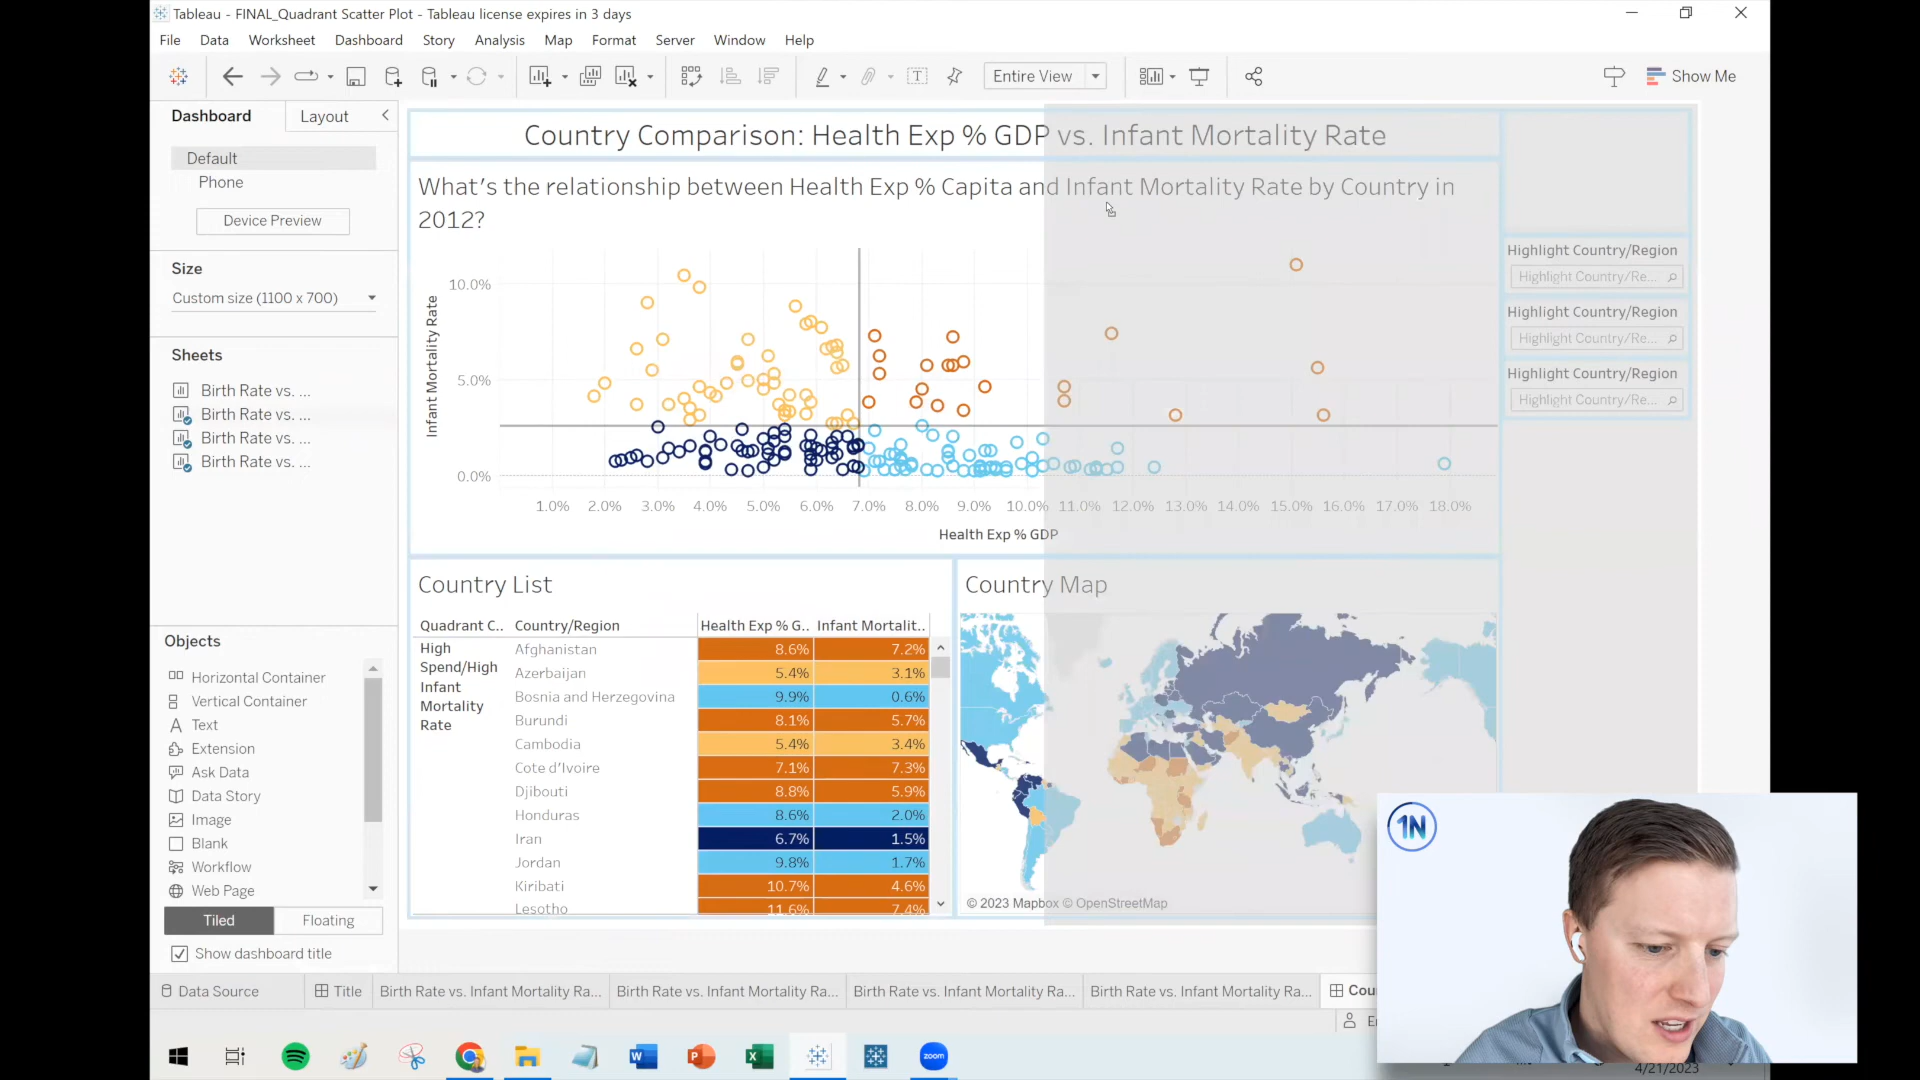 Tableau - FINAL_Quadrant Scatter Plot - Tableau license expires in 3 days
File Data Worksheet Dashboard Story Analysis Map Format Server Window Help
Entire View
Show Me
Dashboard
Layout
Default
Phone
Device Preview
Size
Custom size (1100 x 700)
Sheets
Birth Rate vs. ...
Birth Rate vs. ...
Birth Rate vs. ...
Birth Rate vs. ...
Objects
Horizontal Container
Vertical Container
Text
Extension
Ask Data
Data Story
Image
Blank
Workflow
Web Page
Tiled
Floating
Show dashboard title
Country Comparison: Health Exp % GDP vs. Infant Mortality Rate
What's the relationship between Health Exp % Capita and Infant Mortality Rate by Country in
2012?
Infant Mortality Rate
10.0%
5.0%
0.0%
1.0% 2.0% 3.0% 4.0% 5.0% 6.0% 7.0% 8.0% 9.0% 10.0% 11.0% 12.0% 13.0% 14.0% 15.0% 16.0% 17.0% 18.0%
Health Exp % GDP
Highlight Country/Region
Highlight Country/Re...
Highlight Country/Region
Highlight Country/Re...
Highlight Country/Region
Highlight Country/Re...
Country List
Quadrant C.. Country/Region Health Exp % G.. Infant Mortalit..
High
Spend/High
Infant
Mortality
Rate
Afghanistan 8.6% 7.2%
Azerbaijan 5.4% 3.1%
Bosnia and Herzegovina 9.9% 0.6%
Burundi 8.1% 5.7%
Cambodia 5.4% 3.4%
Cote d'Ivoire 7.1% 7.3%
Djibouti 8.8% 5.9%
Honduras 8.6% 2.0%
Iran 6.7% 1.5%
Jordan 9.8% 1.7%
Kiribati 10.7% 4.6%
Lesotho 11.6% 7.4%
Country Map
© 2023 Mapbox © OpenStreetMap
1N
Data Source
Title
Birth Rate vs. Infant Mortality Ra...
Birth Rate vs. Infant Mortality Ra...
Birth Rate vs. Infant Mortality Ra...
Birth Rate vs. Infant Mortality Ra...
Cou
zoom
4/21/2023